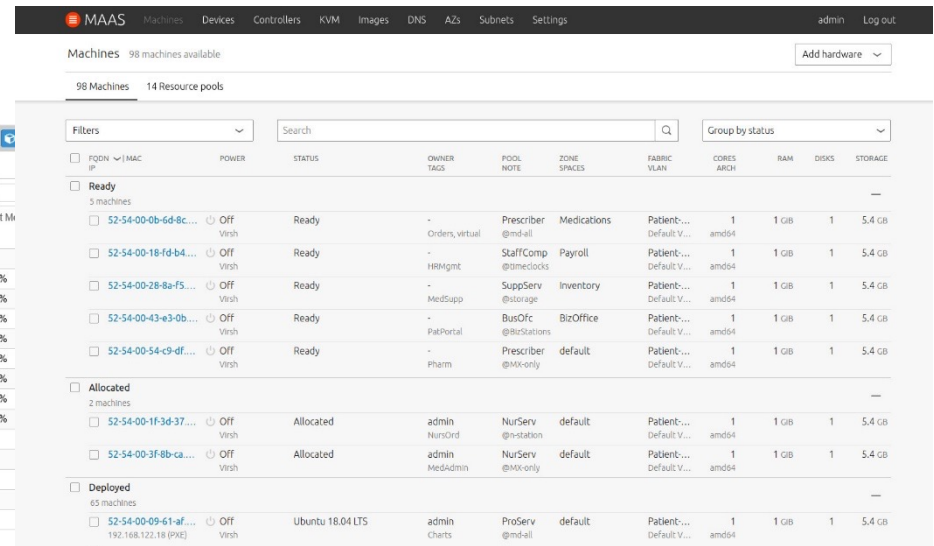 MAAS Machines Devices Controllers KVM Images DNS AZs Subnets Settings admin Log out
Machines 98 machines available Add hardware
98 Machines 14 Resource pools
Filters Search Group by status
FQDN | MAC POWER STATUS OWNER POOL ZONE FABRIC CORES RAM DISKS STORAGE
IP TAGS NOTE SPACES VLAN ARCH
Ready
5 machines
52-54-00-0b-6d-8c.... Off Ready - Prescriber Medications Patient-... 1 1 GIB 1 5.4 GB
Virsh Orders, virtual @md-all Default V... amd64
52-54-00-18-fd-b4.... Off Ready - StaffComp Payroll Patient-... 1 1 GIB 1 5.4 GB
Virsh HRMgmt @timeclocks Default V... amd64
52-54-00-28-8a-f5.... Off Ready - SuppServ Inventory Patient-... 1 1 GIB 1 5.4 GB
Virsh MedSupp @storage Default V... amd64
52-54-00-43-e3-0b.... Off Ready - BusOfc BizOffice Patient-... 1 1 GIB 1 5.4 GB
Virsh PatPortal @BizStations Default V... amd64
52-54-00-54-c9-df.... Off Ready - Prescriber default Patient-... 1 1 GIB 1 5.4 GB
Virsh Pharm @MX-only Default V... amd64
Allocated
2 machines
52-54-00-1f-3d-37.... Off Allocated admin NurServ default Patient-... 1 1 GIB 1 5.4 GB
Virsh NursOrd @n-station Default V... amd64
52-54-00-3f-8b-ca.... Off Allocated admin NurServ default Patient-... 1 1 GIB 1 5.4 GB
Virsh MedAdmin @MX-only Default V... amd64
Deployed
65 machines
52-54-00-09-61-af.... Off Ubuntu 18.04 LTS admin ProServ default Patient-... 1 1 GIB 1 5.4 GB
192.168.122.18 (PXE) Virsh Charts @md-all Default V... amd64